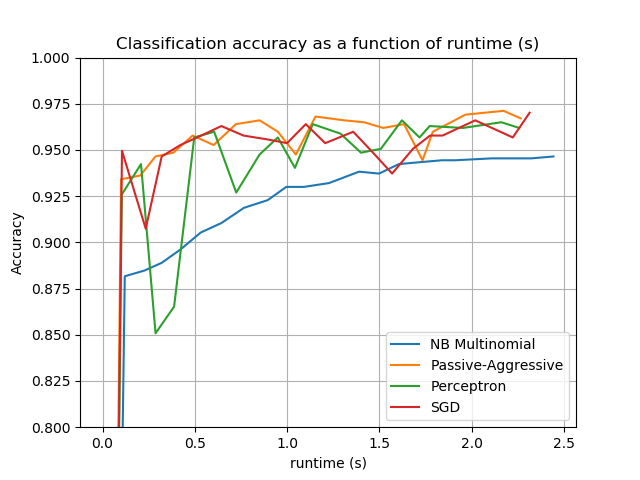 Classification accuracy as a function of runtime (s)
1.000
0.975
0.950
0.925
0.900
0.875
0.850
0.825
0.800
Accuracy
NB Multinomial
Passive-Aggressive
Perceptron
SGD
0.0 0.5 1.0 1.5 2.0 2.5
runtime (s)